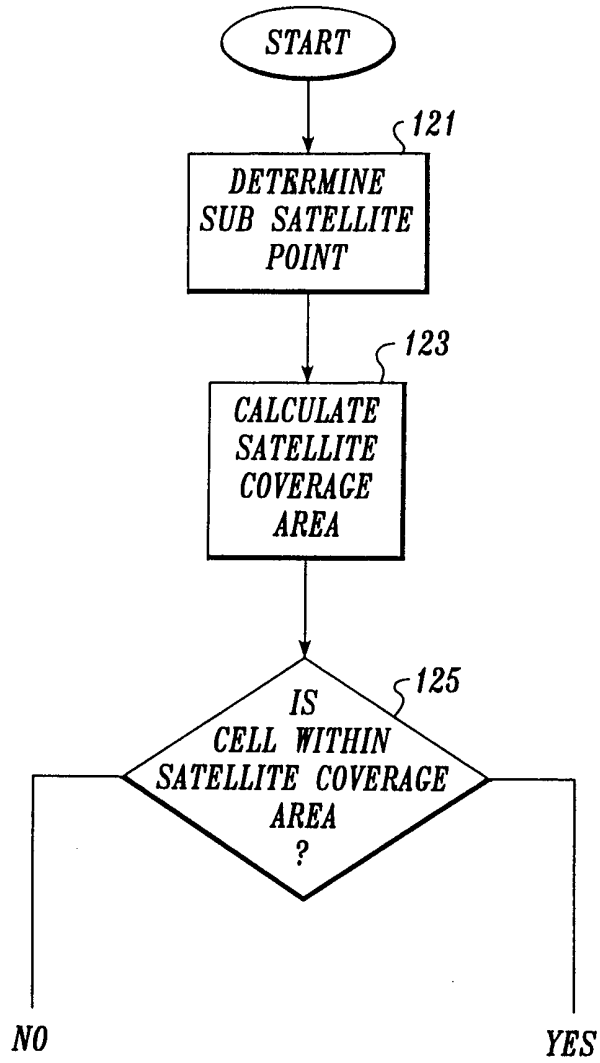 START
121
DETERMINE
SUB SATELLITE
POINT
123
CALCULATE
SATELLITE
COVERAGE
AREA
125
IS
CELL WITHIN
SATELLITE COVERAGE
AREA
?
NO
YES